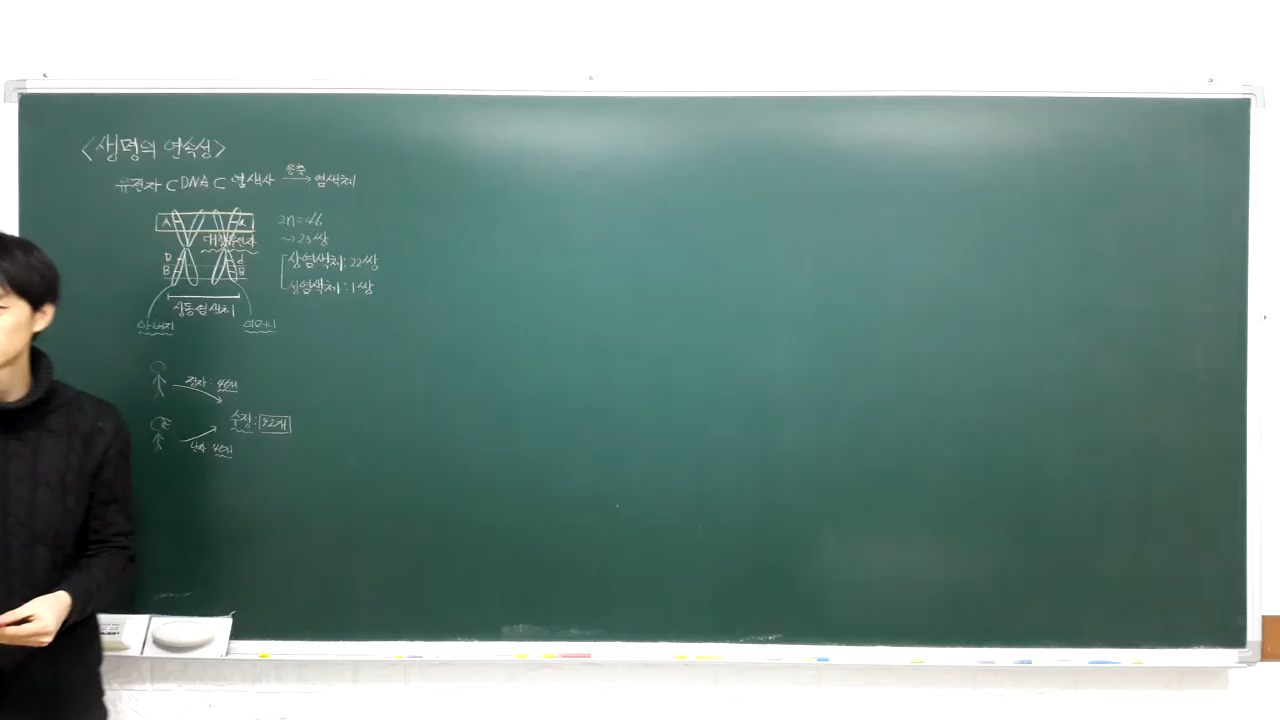 <생명의 연속성>
유전자 ⊂ DNA ⊂ 염색사 응축→ 염색체
A a
대립유전자
D d
B B
상동염색체
아버지 어머니
2n=46
→ 23쌍
상염색체 : 22쌍
성염색체 : 1쌍
정자 : 46개
수정 : 92개
난자 46개